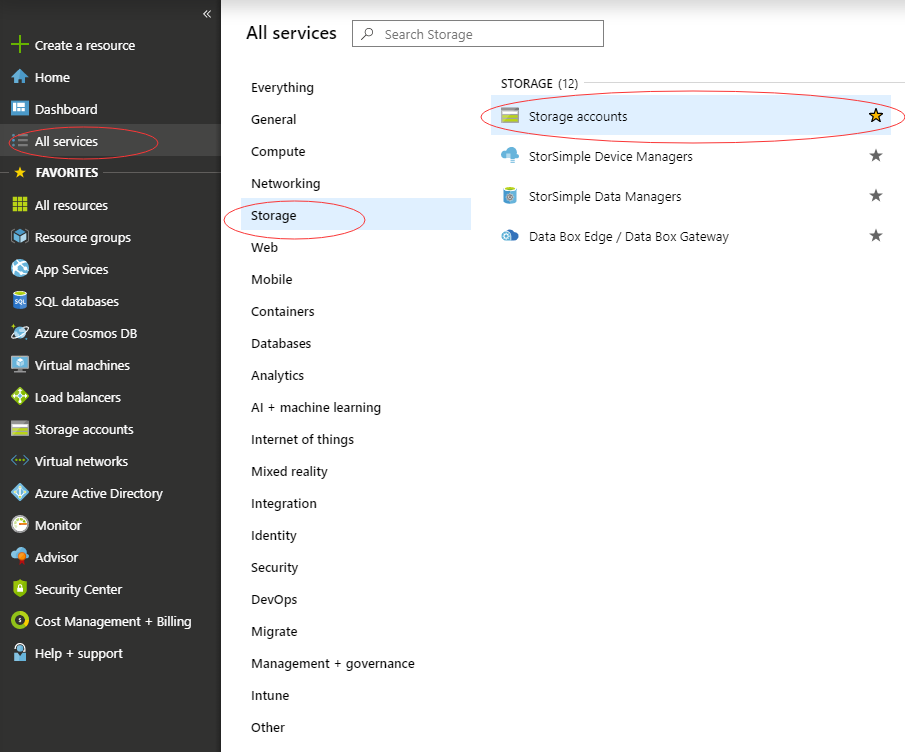 «
Create a resource
Home
Dashboard
All services
FAVORITES
All resources
Resource groups
App Services
SQL databases
Azure Cosmos DB
Virtual machines
Load balancers
Storage accounts
Virtual networks
Azure Active Directory
Monitor
Advisor
Security Center
Cost Management + Billing
Help + support
All services
Search Storage
Everything
General
Compute
Networking
Storage
Web
Mobile
Containers
Databases
Analytics
AI + machine learning
Internet of things
Mixed reality
Integration
Identity
Security
DevOps
Migrate
Management + governance
Intune
Other
STORAGE (12)
Storage accounts
StorSimple Device Managers
StorSimple Data Managers
Data Box Edge / Data Box Gateway